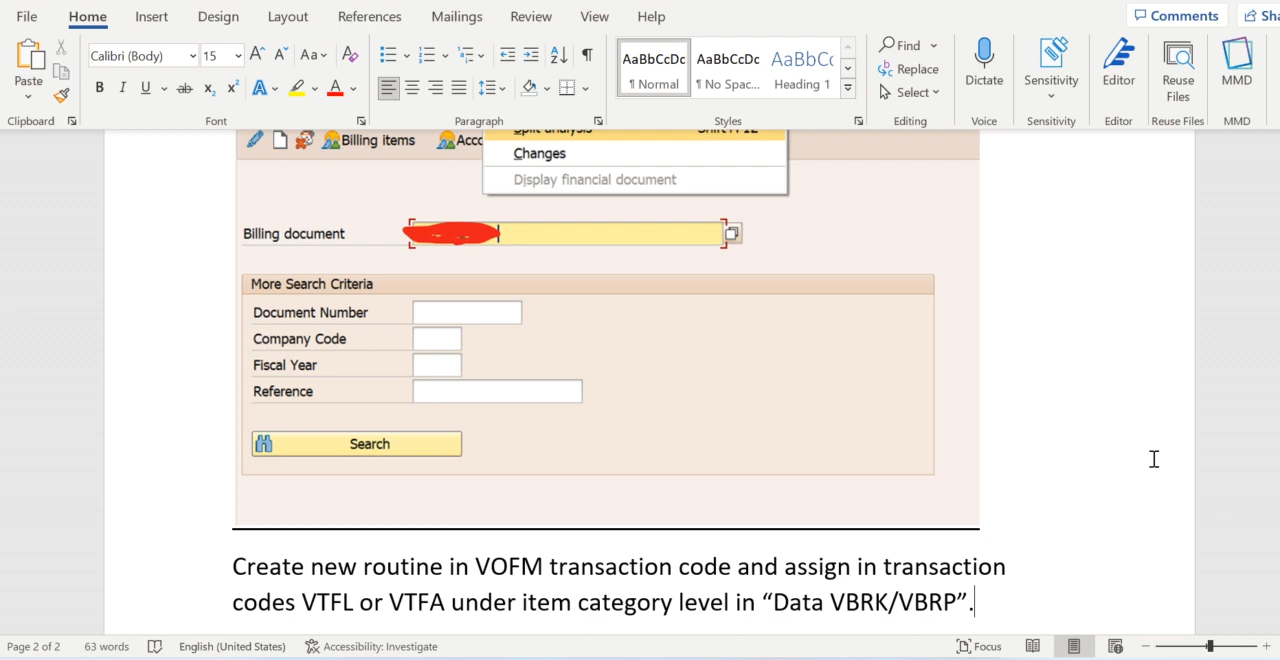 File Home Insert Design Layout References Mailings Review View Help Comments
Paste Calibri (Body) 15 Aa AaBbCcDc AaBbCcDc AaBbCc Find Replace Select Dictate Sensitivity Editor Reuse Files MMD
Normal No Spac... Heading 1
Clipboard Font Paragraph Styles Editing Voice Sensitivity Editor Reuse Files MMD
Split analysis
Billing items
Changes
Display financial document
Billing document
More Search Criteria
Document Number
Company Code
Fiscal Year
Reference
Search
Create new routine in VOFM transaction code and assign in transaction
codes VTFL or VTFA under item category level in “Data VBRK/VBRP”.
Page 2 of 2 63 words English (United States) Accessibility: Investigate Focus